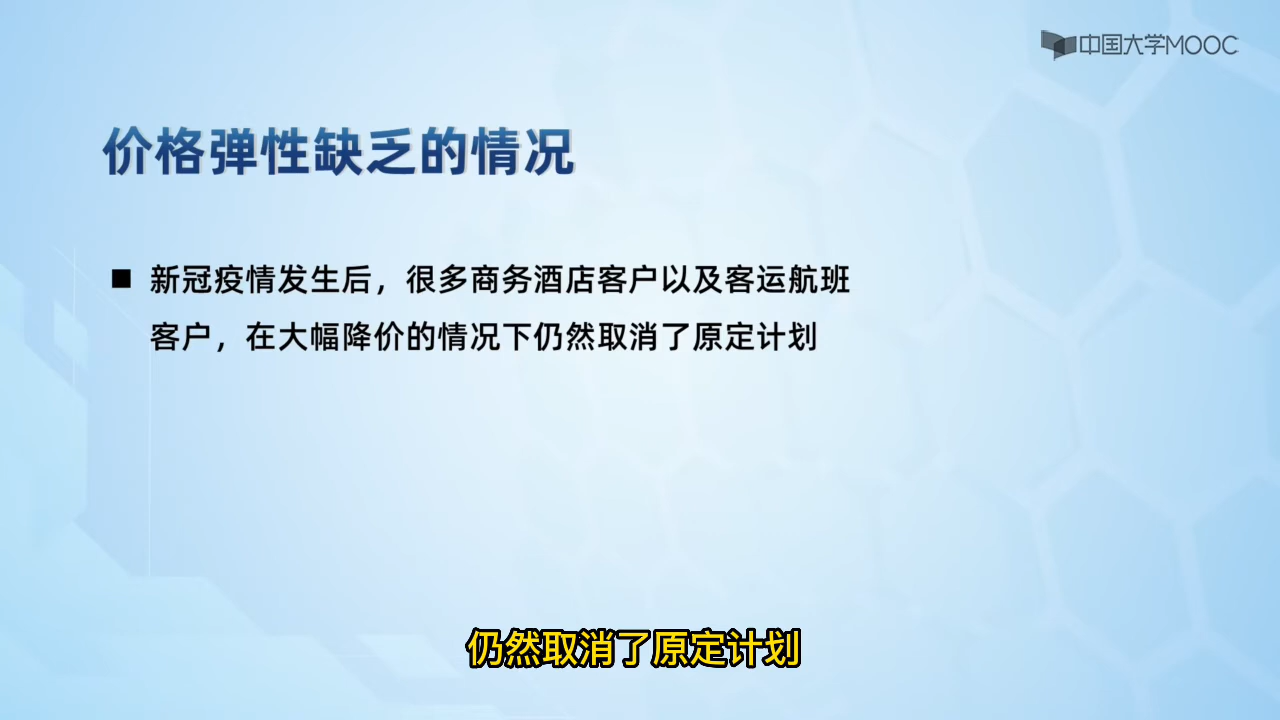 中国大学MOOC
价格弹性缺乏的情况
■ 新冠疫情发生后，很多商务酒店客户以及客运航班
客户，在大幅降价的情况下仍然取消了原定计划
仍然取消了原定计划